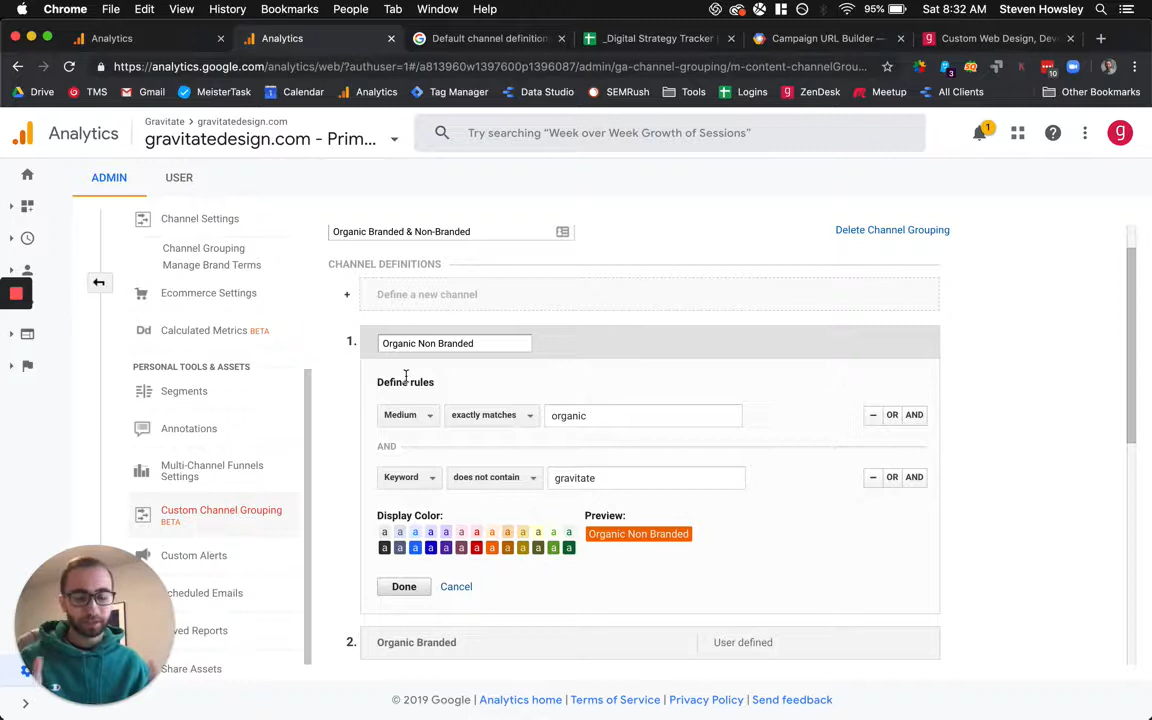 Chrome File Edit View History Bookmarks People Tab Window Help 95% Sat 8:32 AM Steven Howsley
Analytics Analytics Default channel definition _Digital Strategy Tracker Campaign URL Builder — Custom Web Design, Dev
https://analytics.google.com/analytics/web/?authuser=1#/a813960w1397600p1396087/admin/ga-channel-grouping/m-content-channelGrou... 3 10
Drive TMS Gmail MeisterTask Calendar Analytics Tag Manager Data Studio SEMRush Tools Logins ZenDesk Meetup All Clients Other Bookmarks
Analytics
Gravitate > gravitatedesign.com
gravitatedesign.com - Prim...
Try searching "Week over Week Growth of Sessions"
1
g
ADMIN USER
Channel Settings
Channel Grouping
Manage Brand Terms
Ecommerce Settings
Dd Calculated Metrics BETA
PERSONAL TOOLS & ASSETS
Segments
Annotations
Multi-Channel Funnels
Settings
Custom Channel Grouping
BETA
Custom Alerts
cheduled Emails
ved Reports
Share Assets
Organic Branded & Non-Branded
Delete Channel Grouping
CHANNEL DEFINITIONS
+ Define a new channel
1. Organic Non Branded
Define rules
Medium exactly matches organic − OR AND
AND
Keyword does not contain gravitate − OR AND
Display Color: Preview:
a a a a a a a a a a a a a Organic Non Branded
a a a a a a a a a a a a a
Done Cancel
2. Organic Branded User defined
© 2019 Google | Analytics home | Terms of Service | Privacy Policy | Send feedback